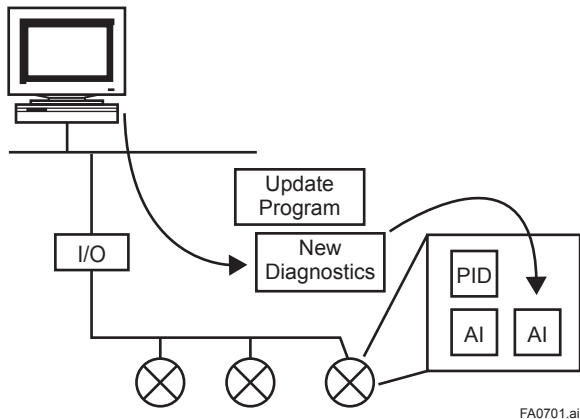 Update
Program
I/O
New
Diagnostics
PID
AI
AI
FA0701.ai